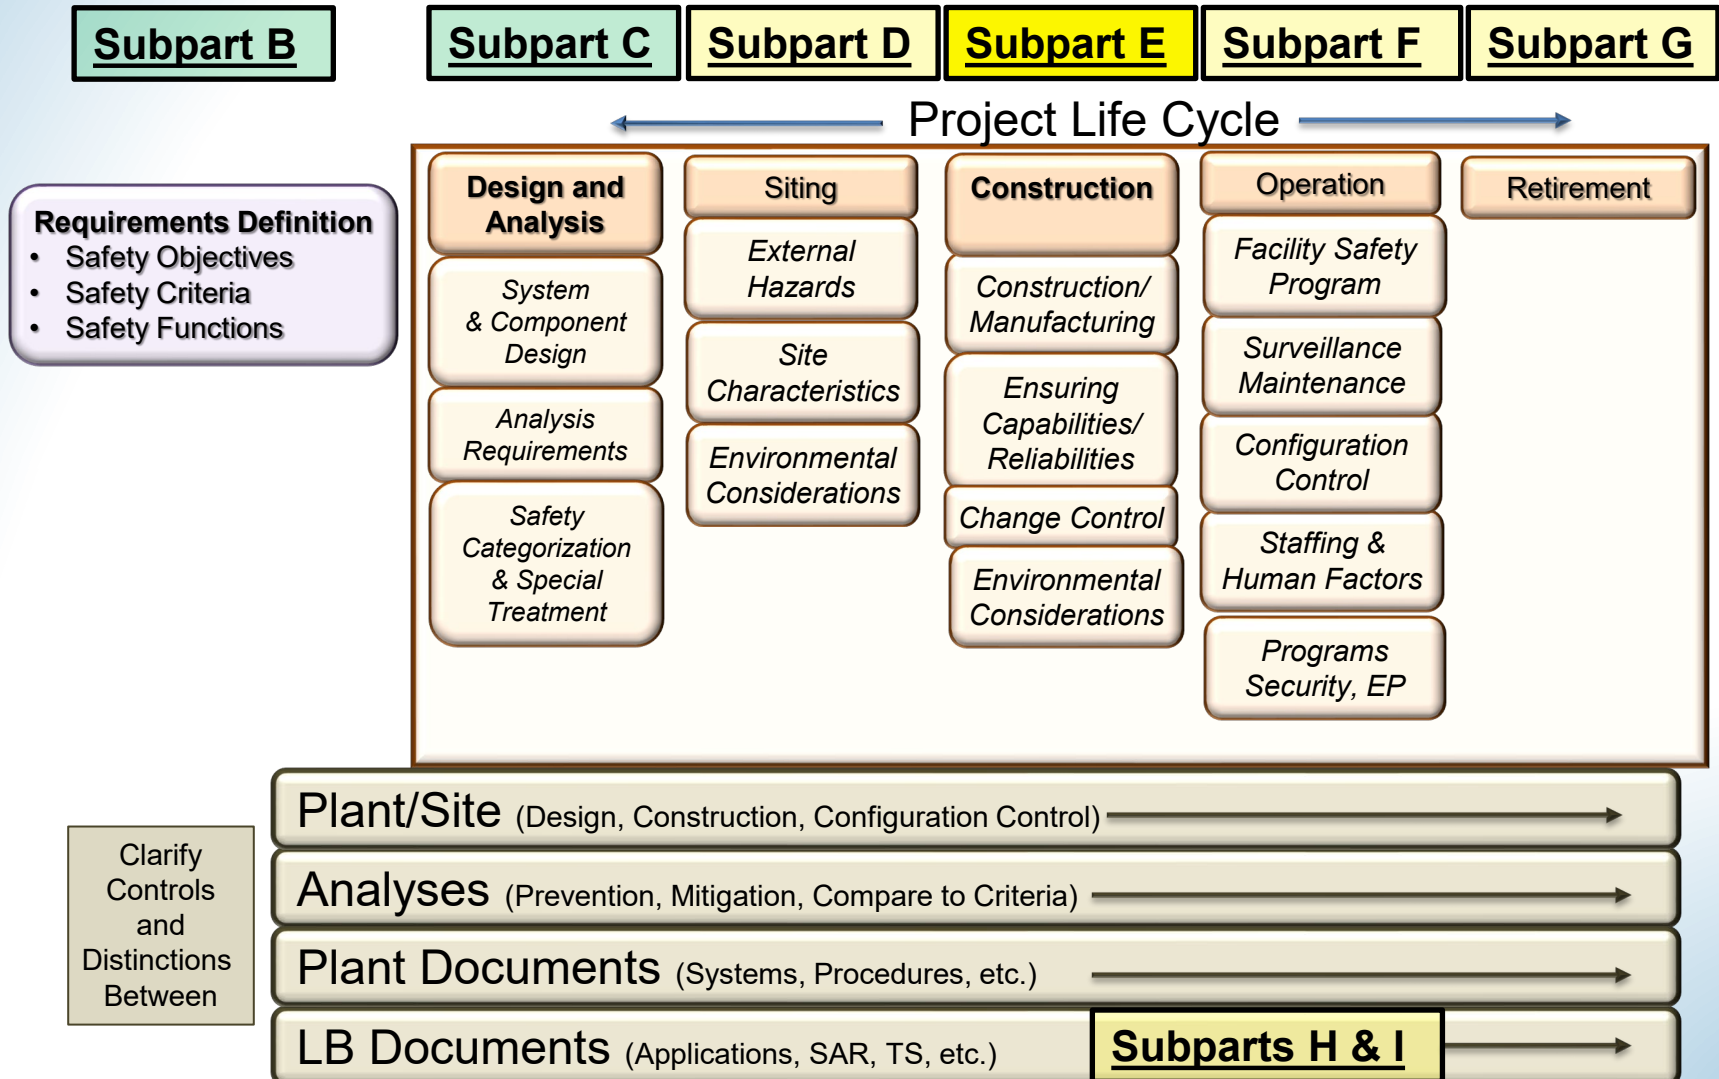 Subpart B
Subpart C
Subpart D
Subpart E
Subpart F
Subpart G
Project Life Cycle
Requirements Definition
• Safety Objectives
• Safety Criteria
• Safety Functions
Design and
Analysis
System
& Component
Design
Analysis
Requirements
Safety
Categorization
& Special
Treatment
Siting
External
Hazards
Site
Characteristics
Environmental
Considerations
Construction
Construction/
Manufacturing
Ensuring
Capabilities/
Reliabilities
Change Control
Environmental
Considerations
Operation
Facility Safety
Program
Surveillance
Maintenance
Configuration
Control
Staffing &
Human Factors
Programs
Security, EP
Retirement
Clarify
Controls
and
Distinctions
Between
Plant/Site (Design, Construction, Configuration Control)
Analyses (Prevention, Mitigation, Compare to Criteria)
Plant Documents (Systems, Procedures, etc.)
LB Documents (Applications, SAR, TS, etc.)
Subparts H & I